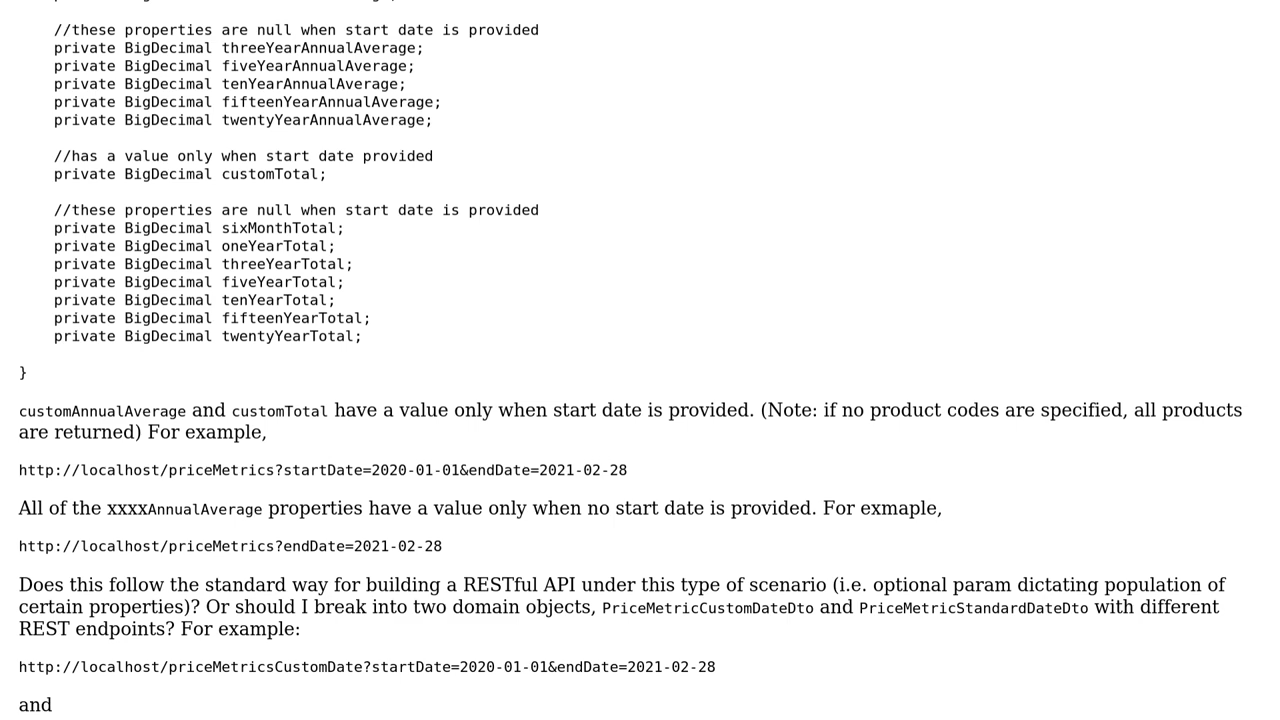 //these properties are null when start date is provided
private BigDecimal threeYearAnnualAverage;
private BigDecimal fiveYearAnnualAverage;
private BigDecimal tenYearAnnualAverage;
private BigDecimal fifteenYearAnnualAverage;
private BigDecimal twentyYearAnnualAverage;
//has a value only when start date provided
private BigDecimal customTotal;
//these properties are null when start date is provided
private BigDecimal sixMonthTotal;
private BigDecimal oneYearTotal;
private BigDecimal threeYearTotal;
private BigDecimal fiveYearTotal;
private BigDecimal tenYearTotal;
private BigDecimal fifteenYearTotal;
private BigDecimal twentyYearTotal;
}
customAnnualAverage and customTotal have a value only when start date is provided. (Note: if no product codes are specified, all products
are returned) For example,
http://localhost/priceMetrics?startDate=2020-01-01&endDate=2021-02-28
All of the xxxxAnnualAverage properties have a value only when no start date is provided. For exmaple,
http://localhost/priceMetrics?endDate=2021-02-28
Does this follow the standard way for building a RESTful API under this type of scenario (i.e. optional param dictating population of
certain properties)? Or should I break into two domain objects, PriceMetricCustomDateDto and PriceMetricStandardDateDto with different
REST endpoints? For example:
http://localhost/priceMetricsCustomDate?startDate=2020-01-01&endDate=2021-02-28
and